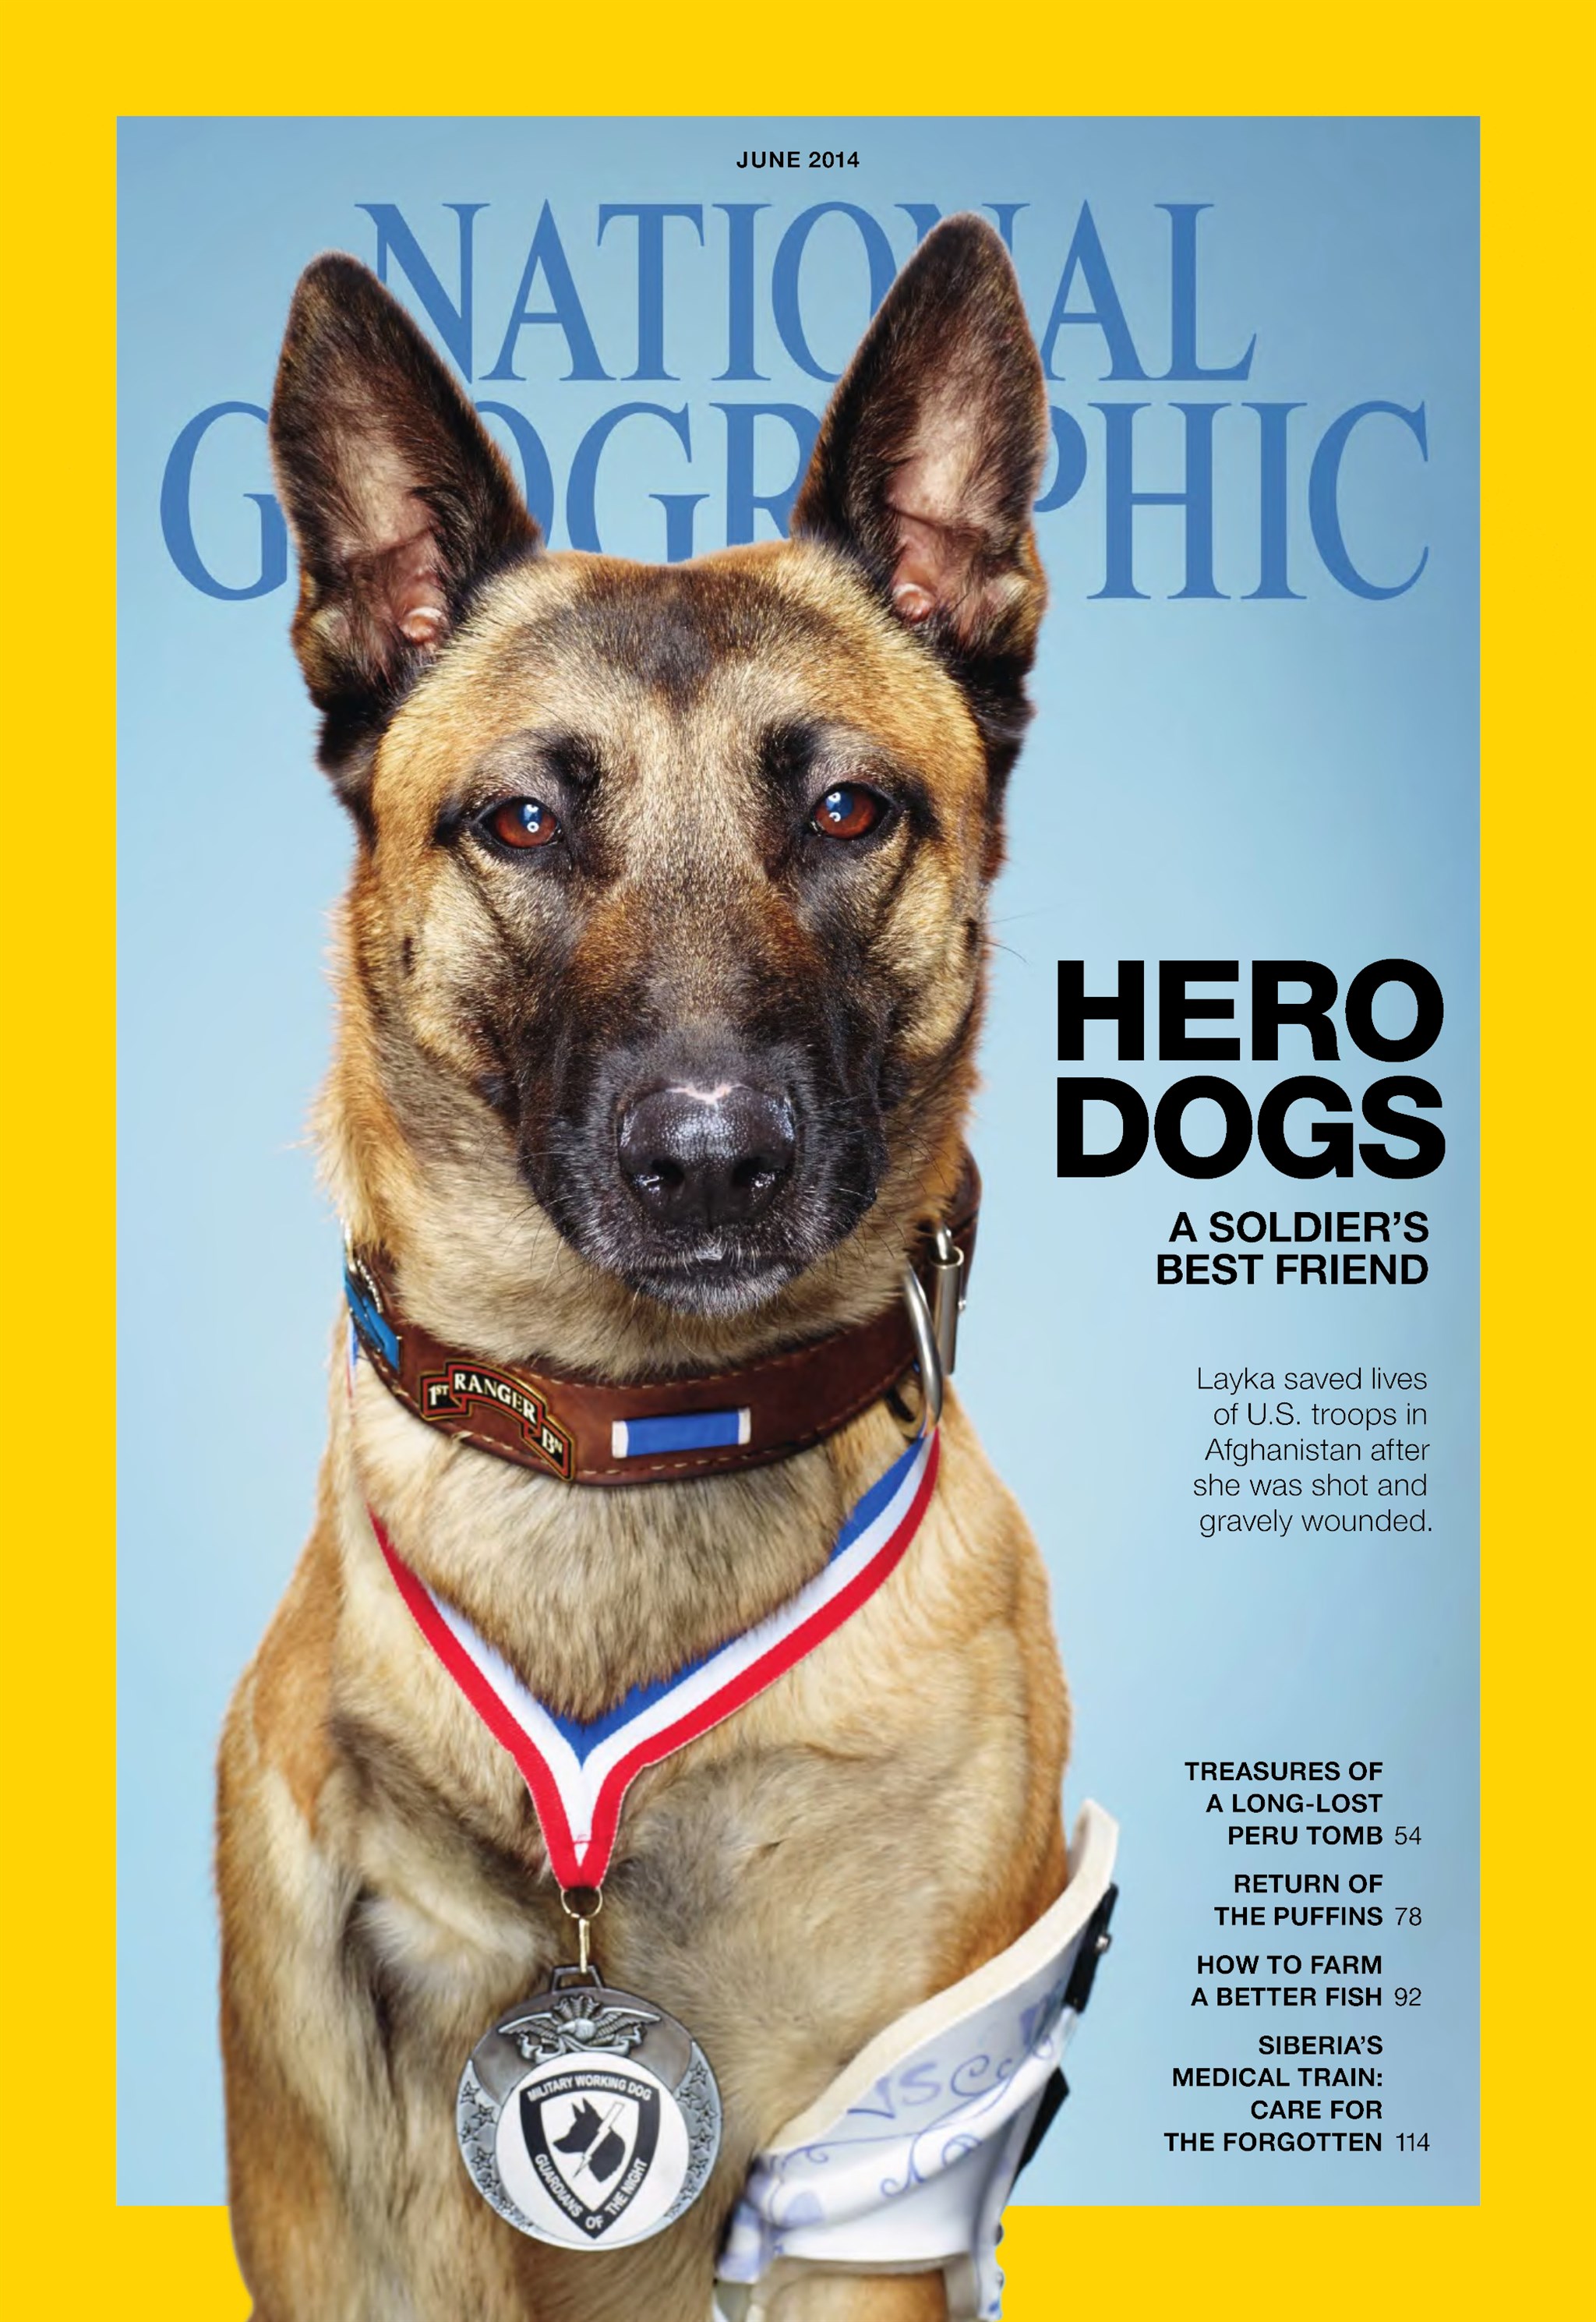 JUNE 2014
NATIONAL
GEOGRAPHIC
HERO
DOGS
A SOLDIER'S
BEST FRIEND
Layka saved lives
of U.S. troops in
Afghanistan after
she was shot and
gravely wounded.
1ST RANGER BN
TREASURES OF
A LONG-LOST
PERU TOMB 54
RETURN OF
THE PUFFINS 78
HOW TO FARM
A BETTER FISH 92
SIBERIA'S
MEDICAL TRAIN:
CARE FOR
THE FORGOTTEN 114
MILITARY WORKING DOG
GUARDIANS OF THE NIGHT